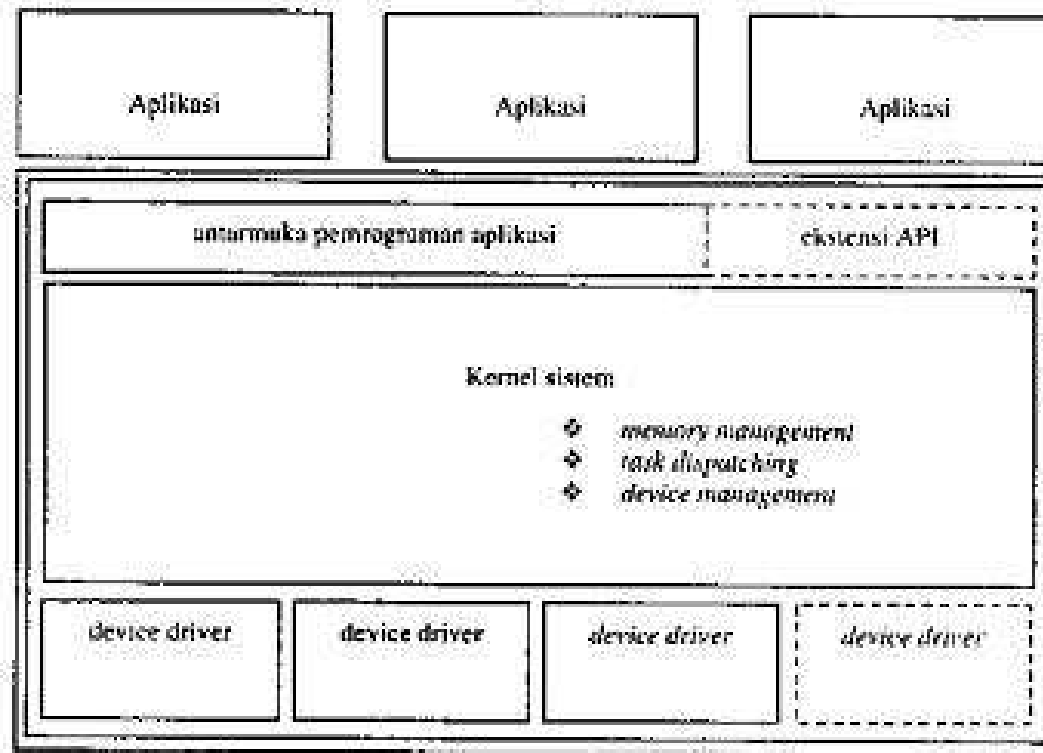 Aplikasi
Aplikasi
Aplikasi
antarmuka pemrograman aplikasi
ekstensi API
Kernel sistem
❖ memory management
❖ task dispatching
❖ device management
device driver
device driver
device driver
device driver